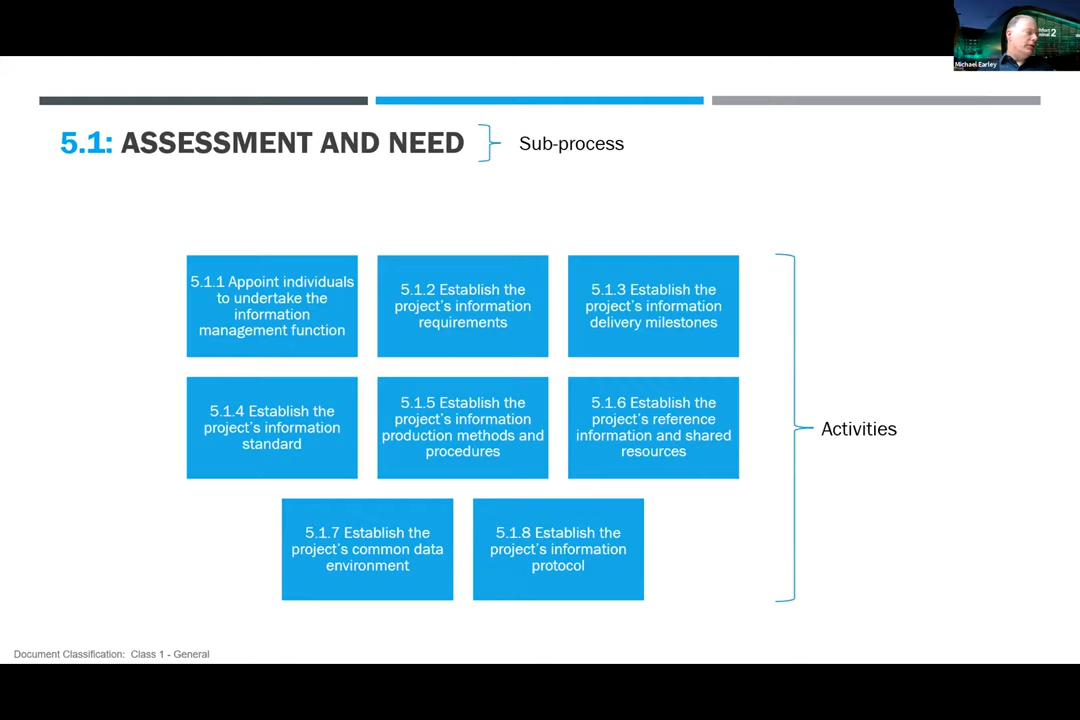 Michael Earley
2
5.1: ASSESSMENT AND NEED
Sub-process
5.1.1 Appoint individuals
to undertake the
information
management function
5.1.2 Establish the
project's information
requirements
5.1.3 Establish the
project's information
delivery milestones
5.1.4 Establish the
project's information
standard
5.1.5 Establish the
project's information
production methods and
procedures
5.1.6 Establish the
project's reference
information and shared
resources
Activities
5.1.7 Establish the
project's common data
environment
5.1.8 Establish the
project's information
protocol
Document Classification: Class 1 - General